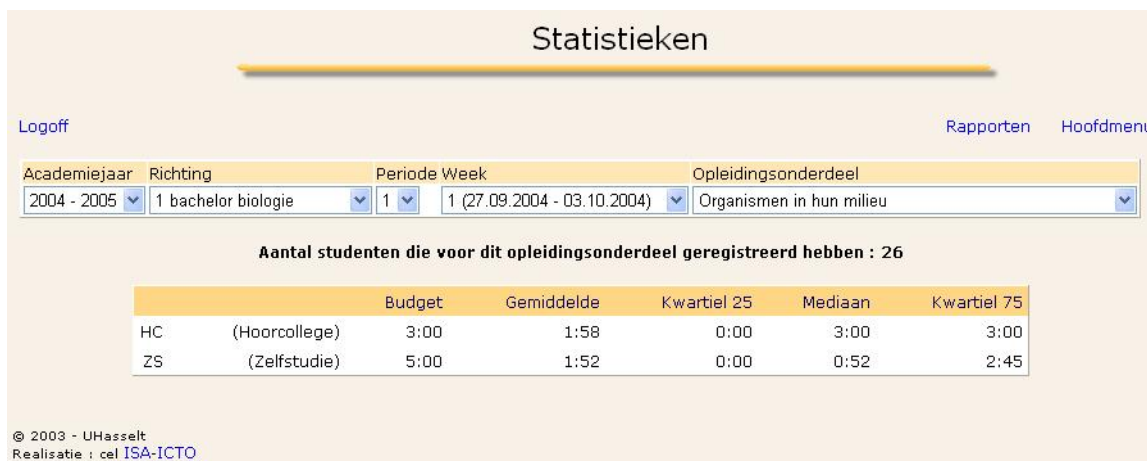 Statistieken
Logoff Rapporten Hoofdmenu
Academiejaar Richting Periode Week Opleidingsonderdeel
2004 - 2005 1 bachelor biologie 1 1 (27.09.2004 - 03.10.2004) Organismen in hun milieu
Aantal studenten die voor dit opleidingsonderdeel geregistreerd hebben : 26
Budget Gemiddelde Kwartiel 25 Mediaan Kwartiel 75
HC (Hoorcollege) 3:00 1:58 0:00 3:00 3:00
ZS (Zelfstudie) 5:00 1:52 0:00 0:52 2:45
© 2003 - UHasselt
Realisatie : cel ISA-ICTO